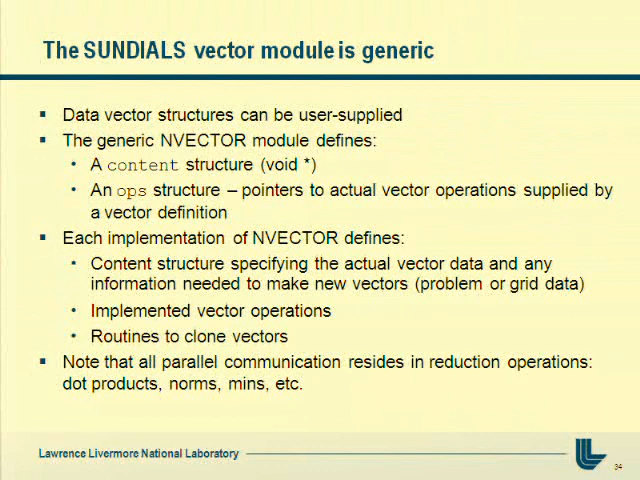 The SUNDIALS vector module is generic
▪ Data vector structures can be user-supplied
▪ The generic NVECTOR module defines:
• A content structure (void *)
• An ops structure – pointers to actual vector operations supplied by
a vector definition
▪ Each implementation of NVECTOR defines:
• Content structure specifying the actual vector data and any
information needed to make new vectors (problem or grid data)
• Implemented vector operations
• Routines to clone vectors
▪ Note that all parallel communication resides in reduction operations:
dot products, norms, mins, etc.
Lawrence Livermore National Laboratory
34